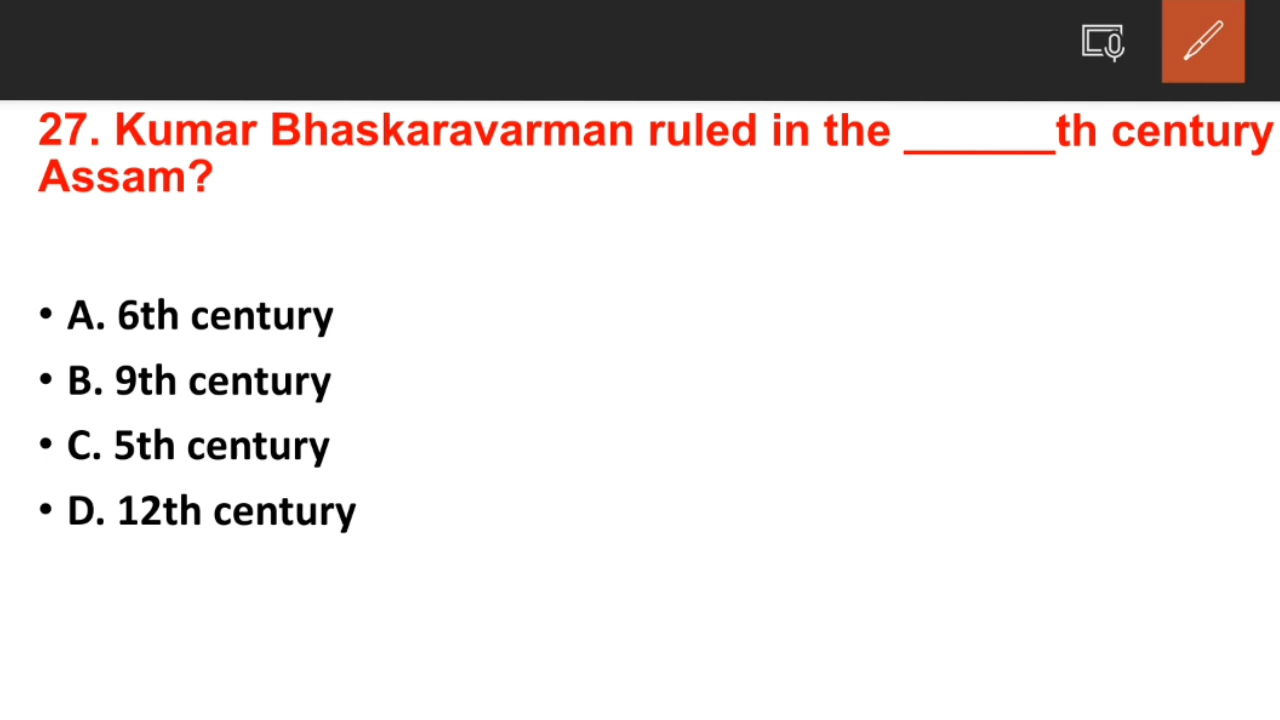 27. Kumar Bhaskaravarman ruled in the ______th century
Assam?
• A. 6th century
• B. 9th century
• C. 5th century
• D. 12th century